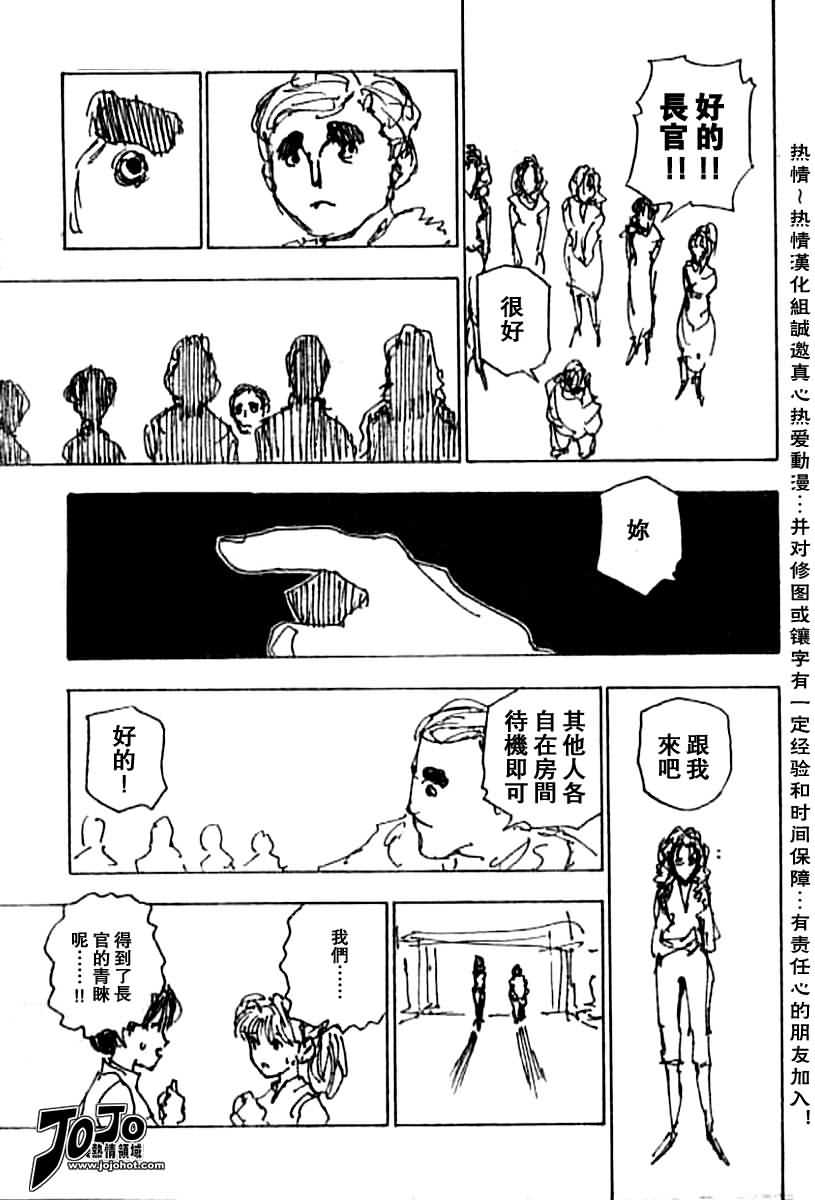 好的!!
長官!!
很好
妳
跟我
來吧
其他人各
自在房間
待機即可
好的！
我們……
得到了長
官的青睞
呢……!!
热情～热情漢化組誠邀真心热爱動漫…并对修图或镶字有一定经验和时间保障…有责任心的朋友加入！
JOJO
熱情領域
www.jojohot.com